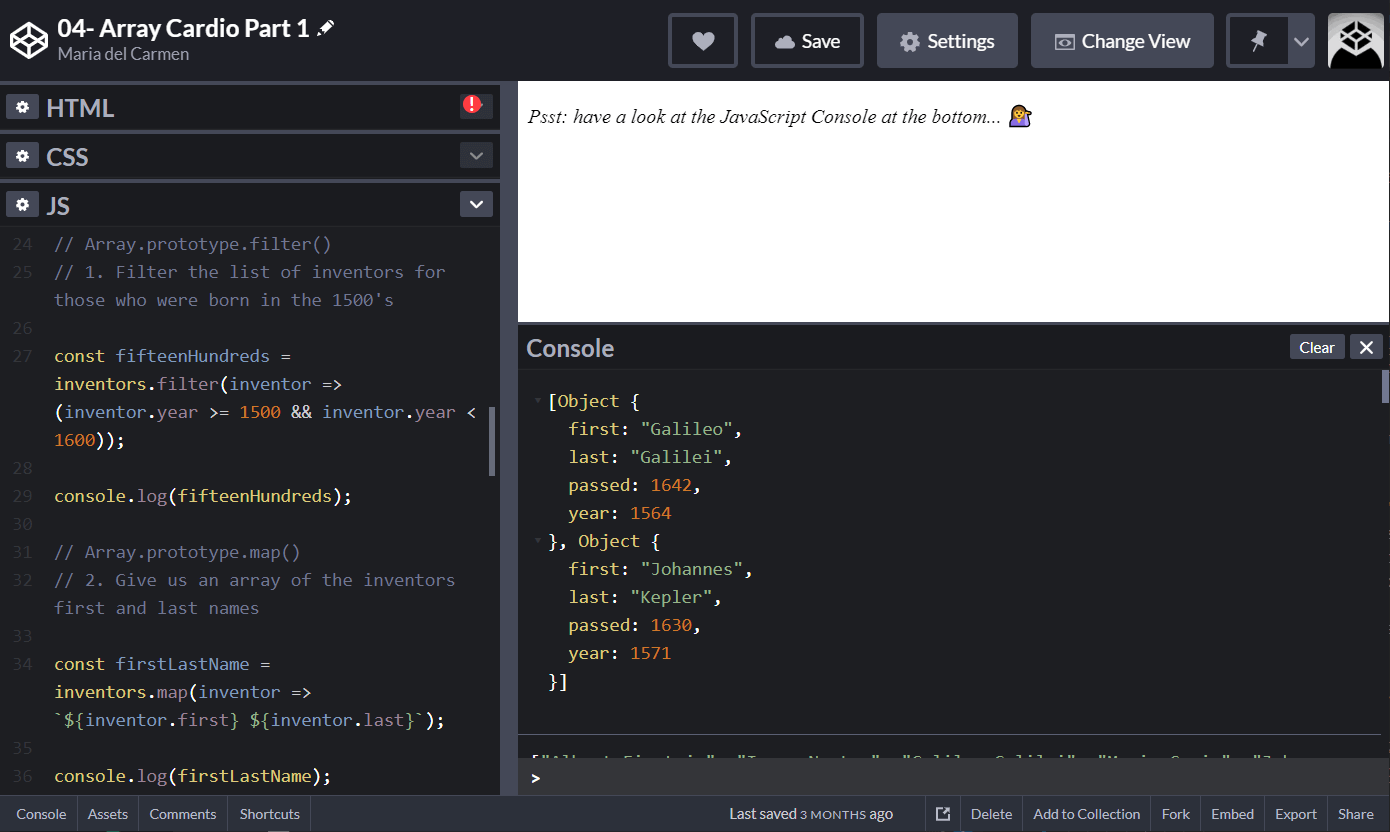 04- Array Cardio Part 1
Maria del Carmen
Save
Settings
Change View
HTML
CSS
JS
24 // Array.prototype.filter()
25 // 1. Filter the list of inventors for
those who were born in the 1500's
26
27 const fifteenHundreds =
inventors.filter(inventor =>
(inventor.year >= 1500 && inventor.year <
1600));
28
29 console.log(fifteenHundreds);
30
31 // Array.prototype.map()
32 // 2. Give us an array of the inventors
first and last names
33
34 const firstLastName =
inventors.map(inventor =>
`${inventor.first} ${inventor.last}`);
35
36 console.log(firstLastName);
Psst: have a look at the JavaScript Console at the bottom...
Console
Clear
[Object {
first: "Galileo",
last: "Galilei",
passed: 1642,
year: 1564
}, Object {
first: "Johannes",
last: "Kepler",
passed: 1630,
year: 1571
}]
>
Console
Assets
Comments
Shortcuts
Last saved 3 MONTHS ago
Delete
Add to Collection
Fork
Embed
Export
Share